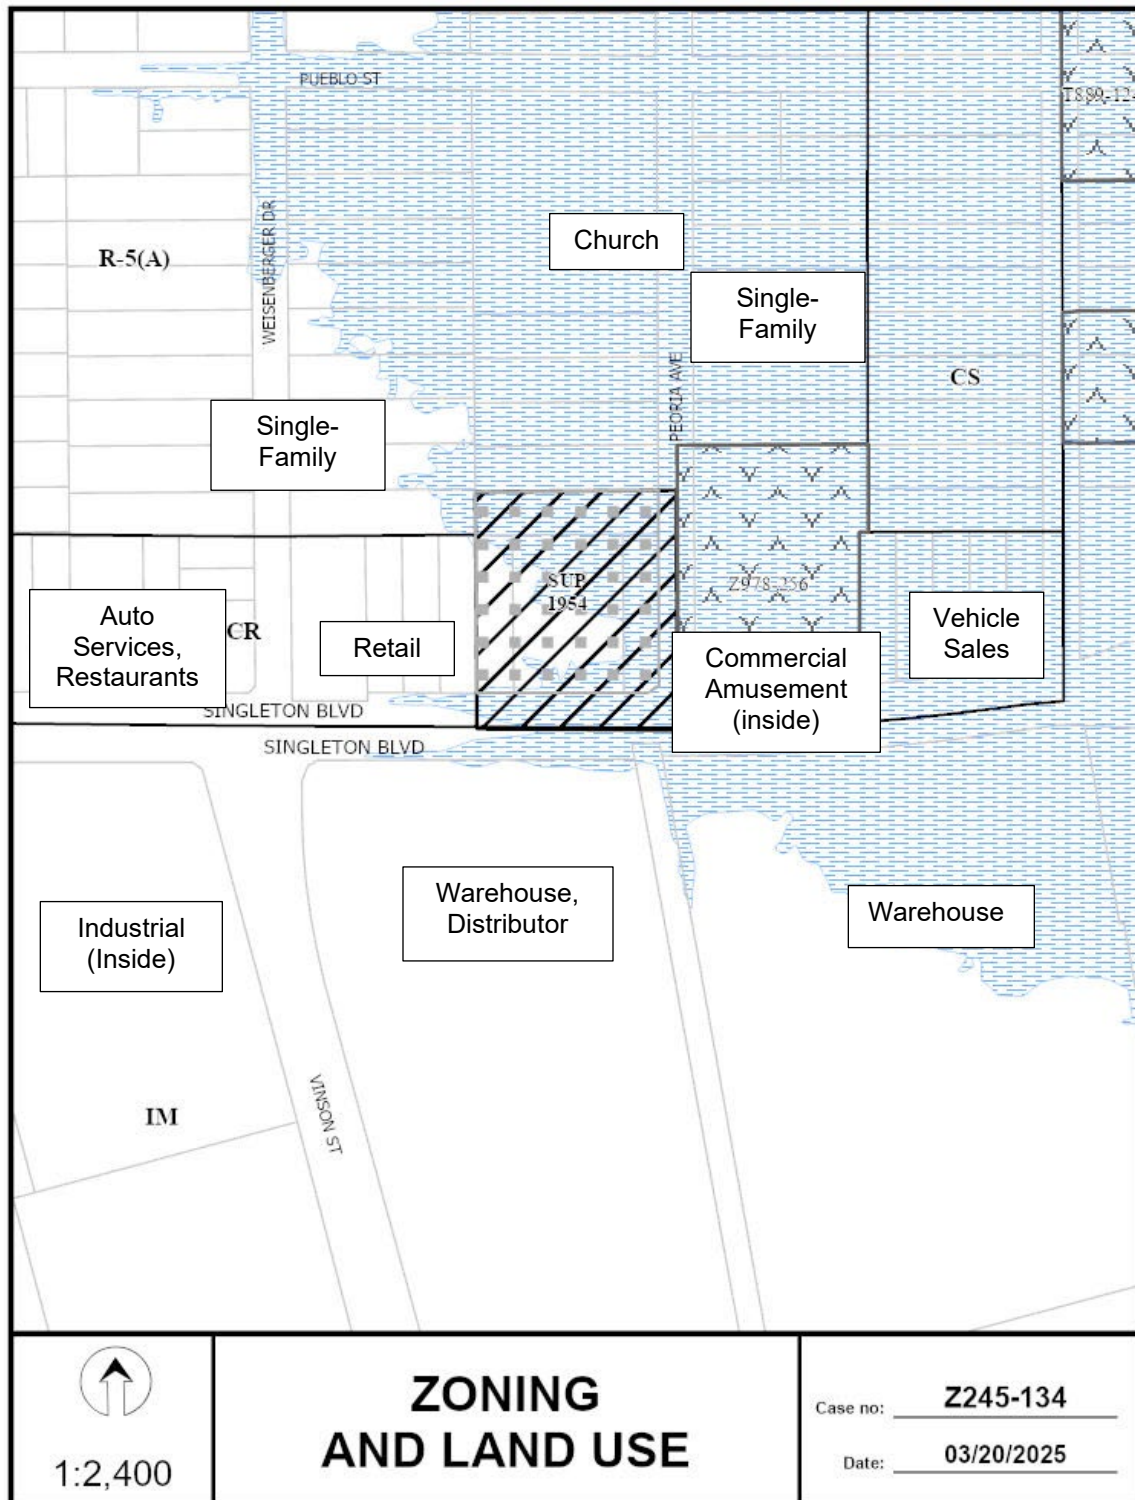 PUEBLO ST
T889-12
WEISENBERGER DR
R-5(A)
Church
Single-
Family
PEORIA AVE
CS
Single-
Family
SUP
1954
Z978-256
Auto
Services,
Restaurants
CR
Retail
Vehicle
Sales
Commercial
Amusement
(inside)
SINGLETON BLVD
SINGLETON BLVD
Warehouse,
Distributor
Warehouse
Industrial
(Inside)
IM
VINSON ST
1:2,400
ZONING
AND LAND USE
Case no: Z245-134
Date: 03/20/2025